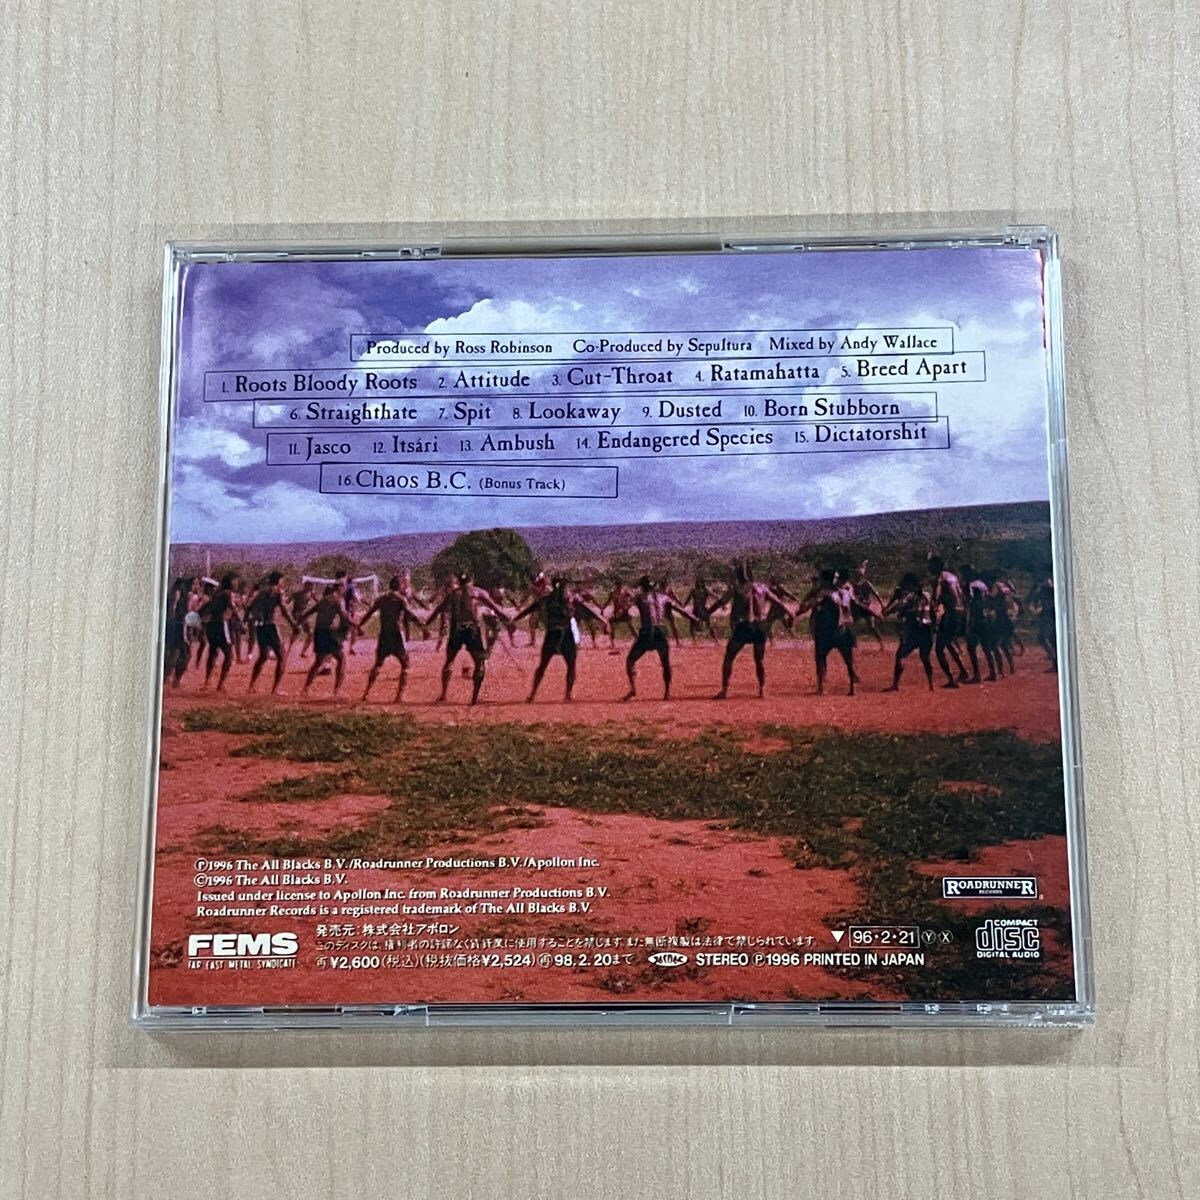 Produced by Ross Robinson Co-Produced by Sepultura Mixed by Andy Wallace
1. Roots Bloody Roots 2. Attitude 3. Cut-Throat 4. Ratamahatta 5. Breed Apart
6. Straighthate 7. Spit 8. Lookaway 9. Dusted 10. Born Stubborn
11. Jasco 12. Itsári 13. Ambush 14. Endangered Species 15. Dictatorshit
16. Chaos B.C. (Bonus Track)
Ⓟ1996 The All Blacks B.V./Roadrunner Productions B.V./Apollon Inc.
©1996 The All Blacks B.V.
Issued under license to Apollon Inc. from Roadrunner Productions B.V.
Roadrunner Records is a registered trademark of The All Blacks B.V.
ROADRUNNER
RECORDS
FEMS
FAR EAST METAL SYNDICATE
発売元：株式会社アポロン
このディスクは、権利者の許諾なく賃貸業に使用することを禁じます。また無断複製は法律で禁じられています。
▼96・2・21ⓎⓍ
再¥2,600(税込)(税抜価格¥2,524)再98.2.20まで
STEREO Ⓟ1996 PRINTED IN JAPAN
COMPACT
disc
DIGITAL AUDIO